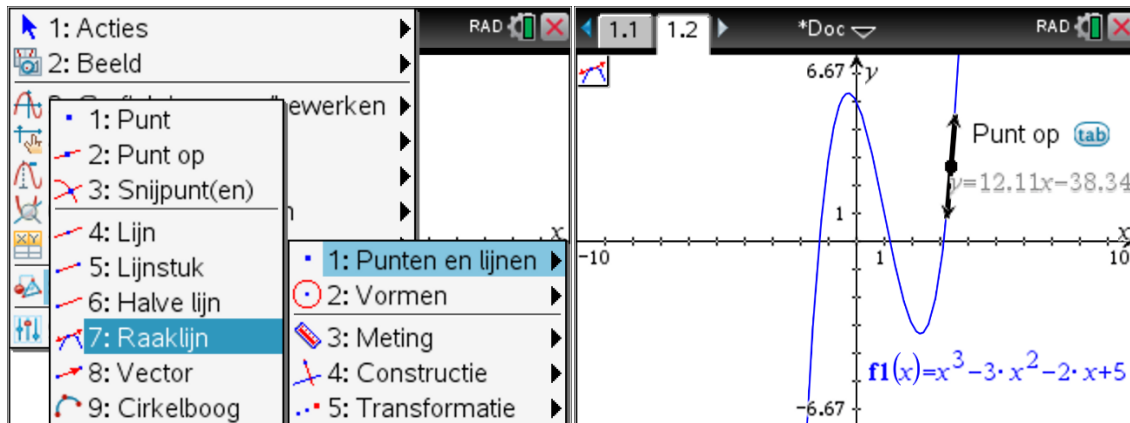 1: Acties
RAD
2: Beeld
bewerken
1: Punt
2: Punt op
3: Snijpunt(en)
4: Lijn
x
5: Lijnstuk
1: Punten en lijnen
6: Halve lijn
2: Vormen
7: Raaklijn
3: Meting
8: Vector
4: Constructie
9: Cirkelboog
5: Transformatie
1.1 1.2 *Doc RAD
6.67 y
Punt op tab
y=12.11x-38.34
1
x
-10 1 10
f1(x)=x^3-3·x^2-2·x+5
-6.67